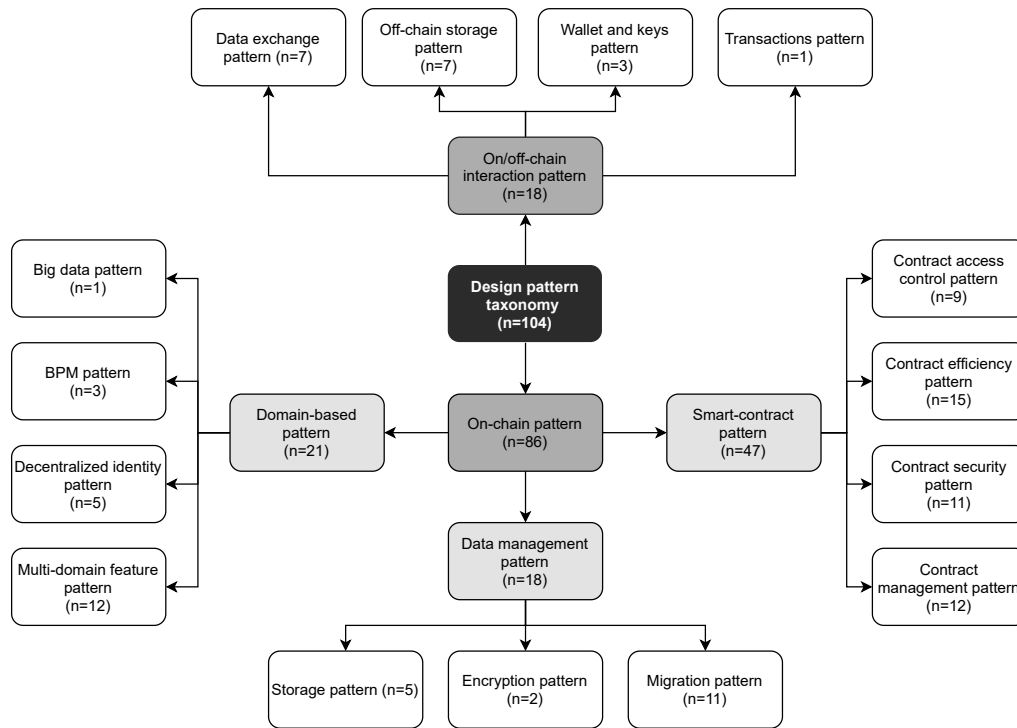 Data exchange
pattern (n=7)
Off-chain storage
pattern
(n=7)
Wallet and keys
pattern
(n=3)
Transactions pattern
(n=1)
On/off-chain
interaction pattern
(n=18)
Design pattern
taxonomy
(n=104)
Big data pattern
(n=1)
BPM pattern
(n=3)
Decentralized identity
pattern
(n=5)
Multi-domain feature
pattern
(n=12)
Domain-based
pattern
(n=21)
On-chain pattern
(n=86)
Smart-contract
pattern
(n=47)
Contract access
control pattern
(n=9)
Contract efficiency
pattern
(n=15)
Contract security
pattern
(n=11)
Contract
management pattern
(n=12)
Data management
pattern
(n=18)
Storage pattern (n=5)
Encryption pattern
(n=2)
Migration pattern
(n=11)